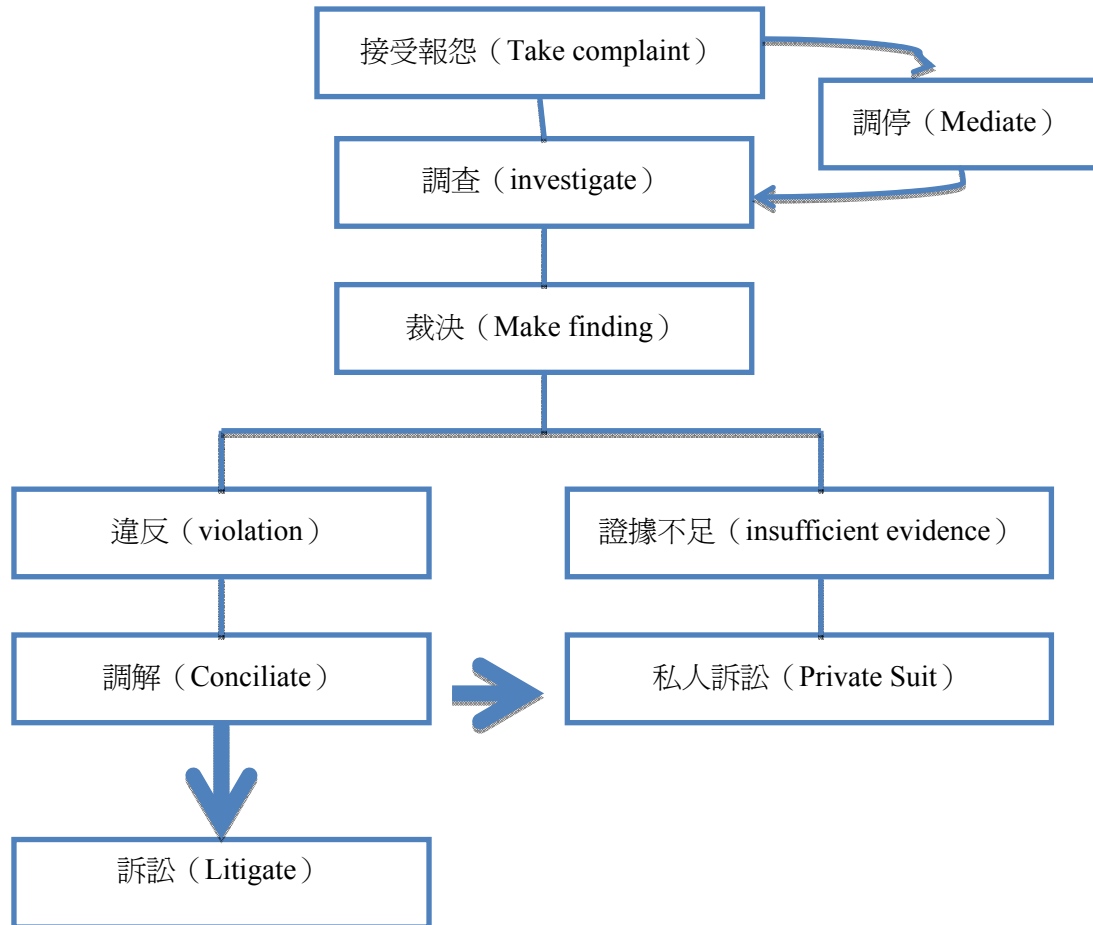 接受報怨（Take complaint）
調停（Mediate）
調查（investigate）
裁決（Make finding）
違反（violation）
證據不足（insufficient evidence）
調解（Conciliate）
私人訴訟（Private Suit）
訴訟（Litigate）